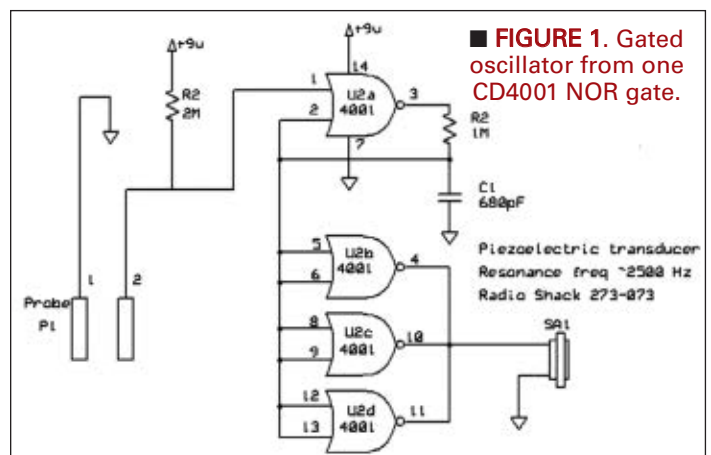 ■ FIGURE 1. Gated
oscillator from one
CD4001 NOR gate.
+9v
+9v
R2
2M
1
2
14
U2a
4001
3
7
R2
1M
C1
680pF
1
2
Probe
P1
5
6
U2b
4001
4
8
9
U2c
4001
10
12
13
U2d
4001
11
Piezoelectric transducer
Resonance freq ~2500 Hz
Radio Shack 273-073
SA1